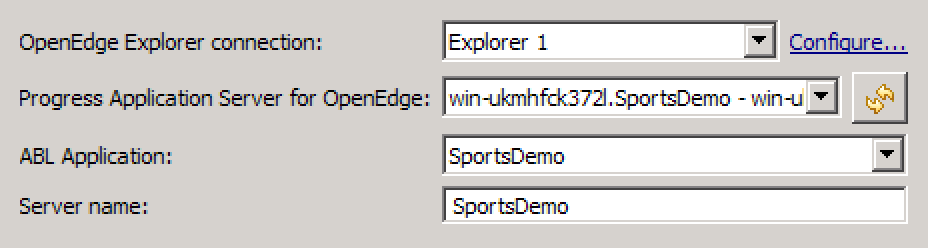 OpenEdge Explorer connection: Explorer 1 Configure...
Progress Application Server for OpenEdge: win-ukmhfck372l.SportsDemo - win-u
ABL Application: SportsDemo
Server name: SportsDemo